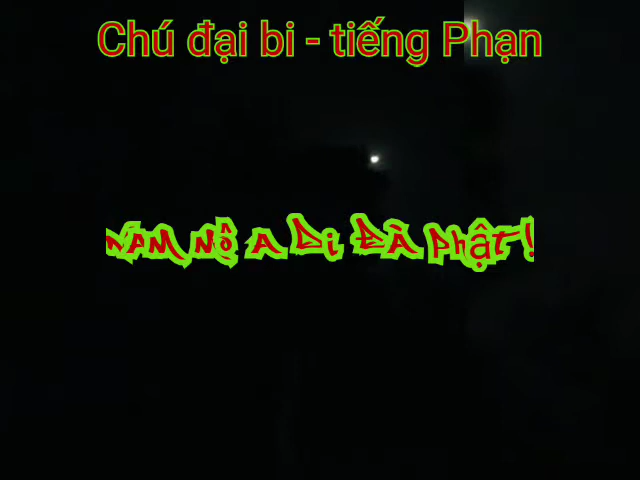 Chú đại bi - tiếng Phạn
NAM MÔ A Di ĐÀ PHẬT !